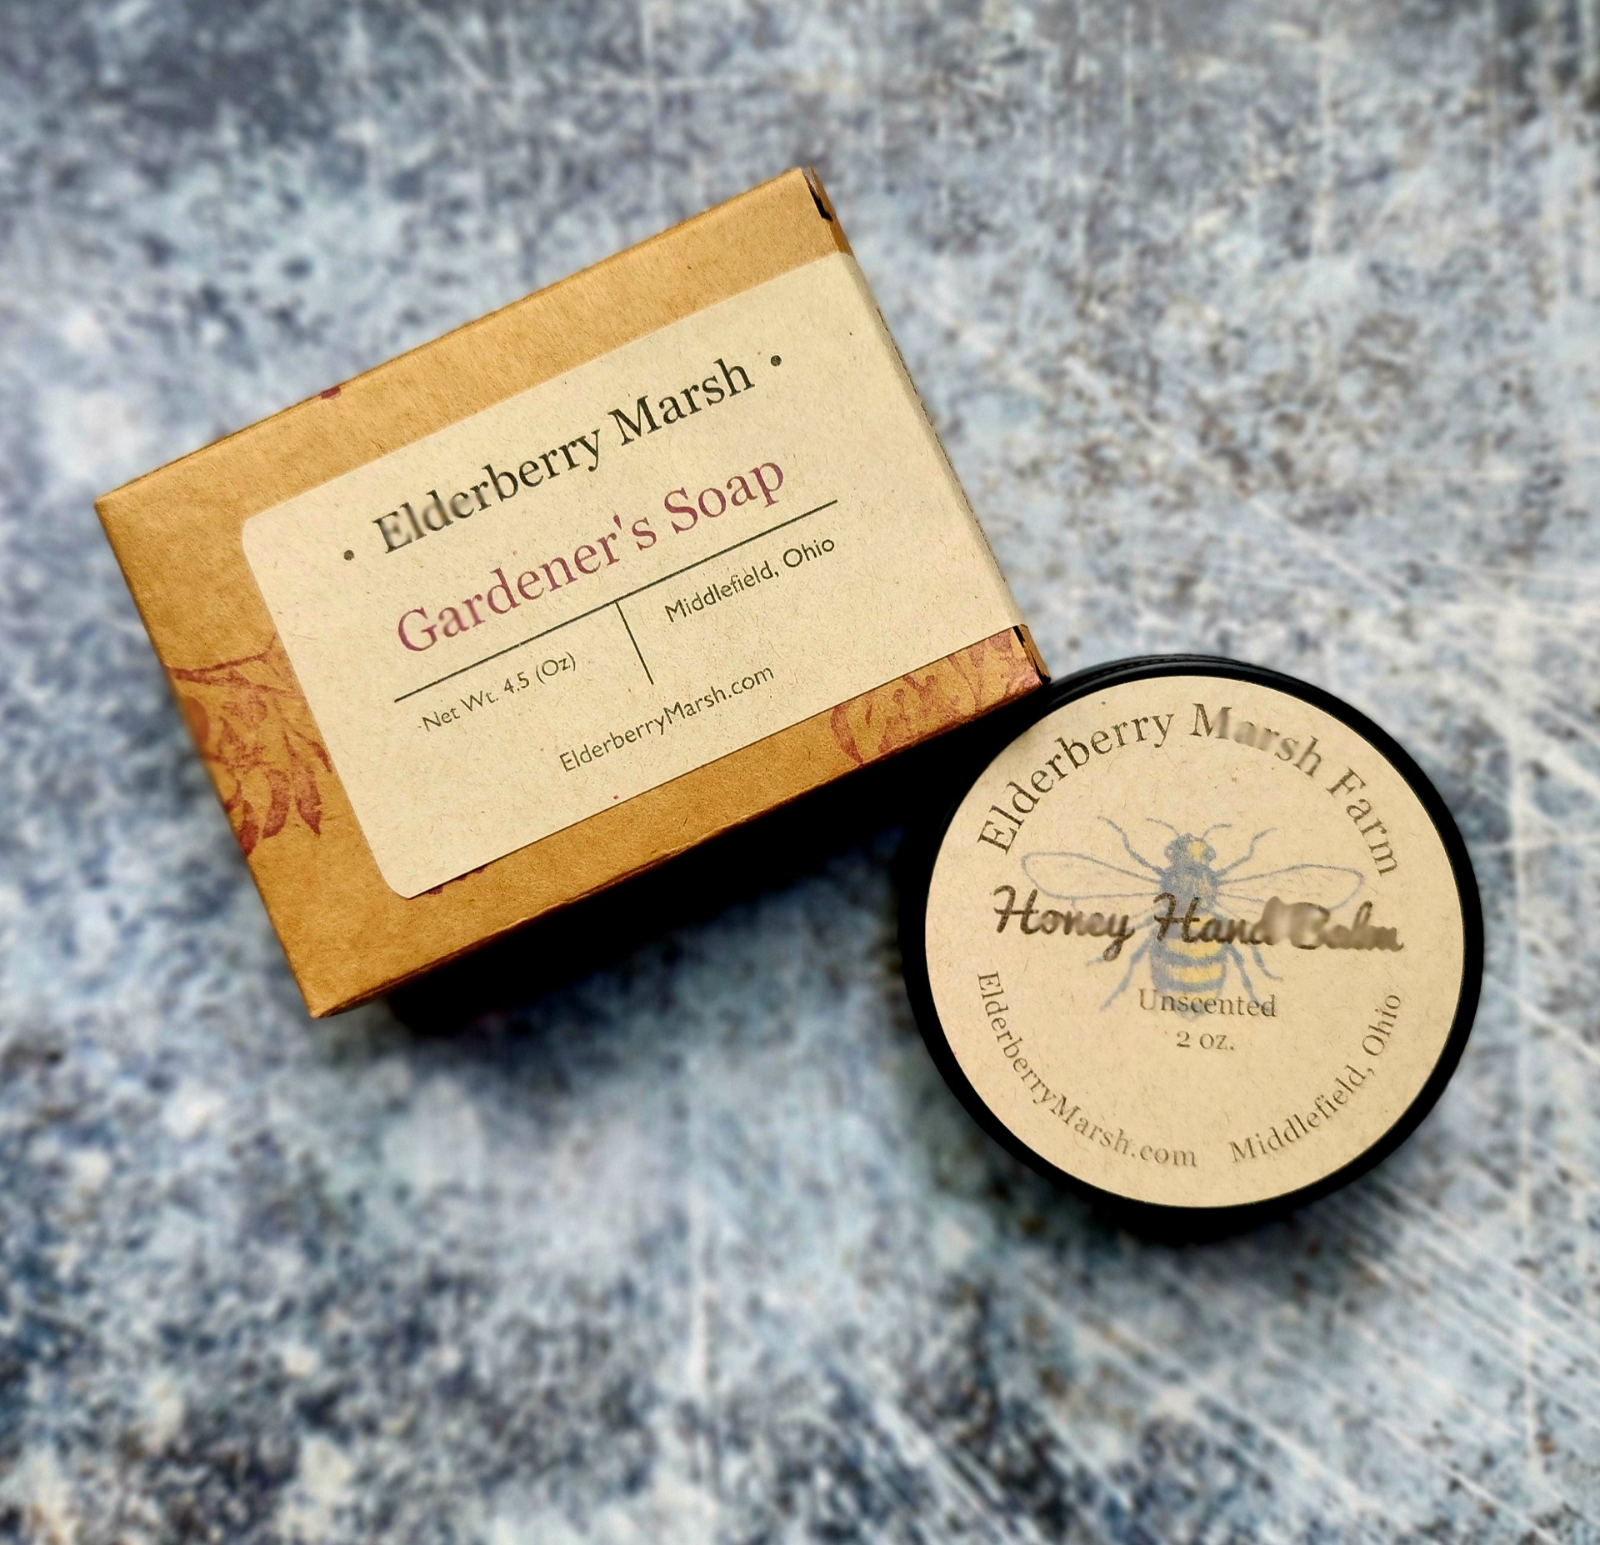 • Elderberry Marsh •
Gardener's Soap
Net Wt. 4.5 (Oz)
Middlefield, Ohio
ElderberryMarsh.com
Elderberry Marsh Farm
Honey Hand Balm
Unscented
2 oz.
ElderberryMarsh.com
Middlefield, Ohio